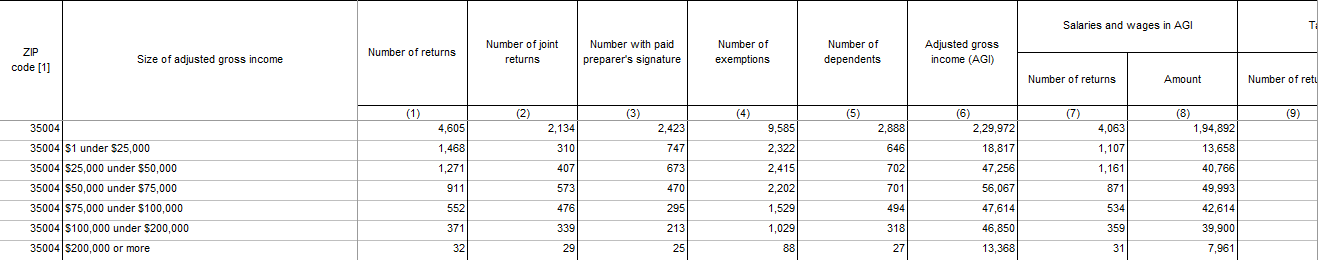 ZIP code [1] Size of adjusted gross income Number of returns Number of joint returns Number with paid preparer's signature Number of exemptions Number of dependents Adjusted gross income (AGI) Salaries and wages in AGI
Number of returns Amount Number of
(1) (2) (3) (4) (5) (6) (7) (8) (9)
35004 4,605 2,134 2,423 9,585 2,888 2,29,972 4,063 1,94,892
35004 $1 under $25,000 1,468 310 747 2,322 646 18,817 1,107 13,658
35004 $25,000 under $50,000 1,271 407 673 2,415 702 47,256 1,161 40,766
35004 $50,000 under $75,000 911 573 470 2,202 701 56,067 871 49,993
35004 $75,000 under $100,000 552 476 295 1,529 494 47,614 534 42,614
35004 $100,000 under $200,000 371 339 213 1,029 318 46,850 359 39,900
35004 $200,000 or more 32 29 25 88 27 13,368 31 7,961